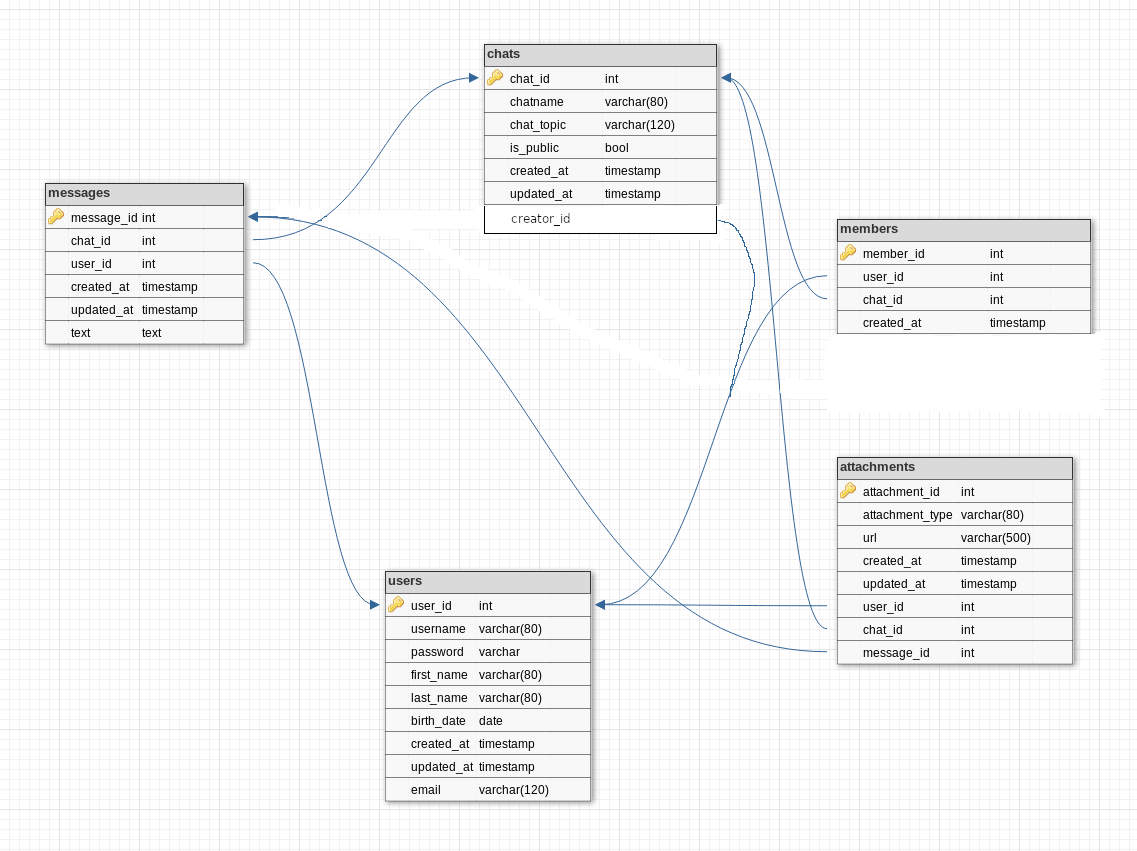 chats
chat_id int
chatname varchar(80)
chat_topic varchar(120)
is_public bool
created_at timestamp
updated_at timestamp
creator_id
messages
message_id int
chat_id int
user_id int
created_at timestamp
updated_at timestamp
text text
members
member_id int
user_id int
chat_id int
created_at timestamp
attachments
attachment_id int
attachment_type varchar(80)
url varchar(500)
created_at timestamp
updated_at timestamp
user_id int
chat_id int
message_id int
users
user_id int
username varchar(80)
password varchar
first_name varchar(80)
last_name varchar(80)
birth_date date
created_at timestamp
updated_at timestamp
email varchar(120)